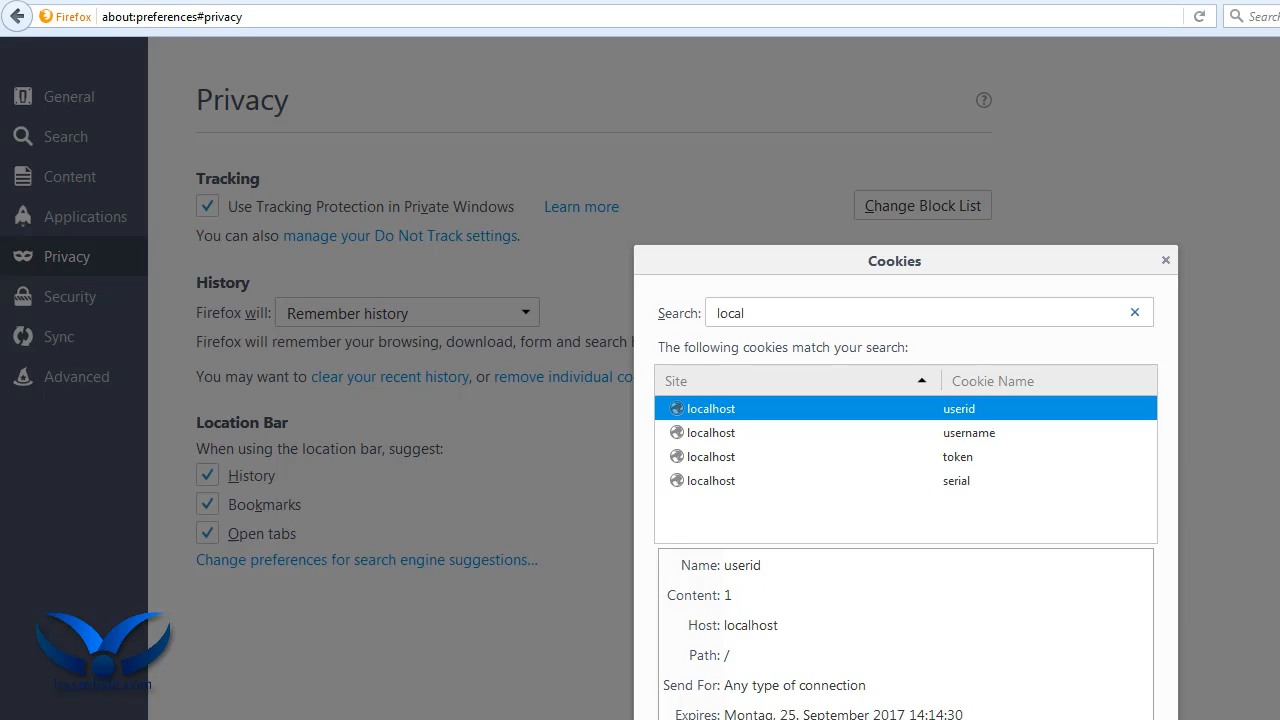 Firefox about:preferences#privacy Search
General
Search
Content
Applications
Privacy
Security
Sync
Advanced
Privacy
Tracking
Use Tracking Protection in Private Windows Learn more Change Block List
You can also manage your Do Not Track settings.
History
Firefox will: Remember history
Firefox will remember your browsing, download, form and search
You may want to clear your recent history, or remove individual co
Location Bar
When using the location bar, suggest:
History
Bookmarks
Open tabs
Change preferences for search engine suggestions...
Cookies
Search: local
The following cookies match your search:
Site Cookie Name
localhost userid
localhost username
localhost token
localhost serial
Name: userid
Content: 1
Host: localhost
Path: /
Send For: Any type of connection
Expires: Montag, 25. September 2017 14:14:30